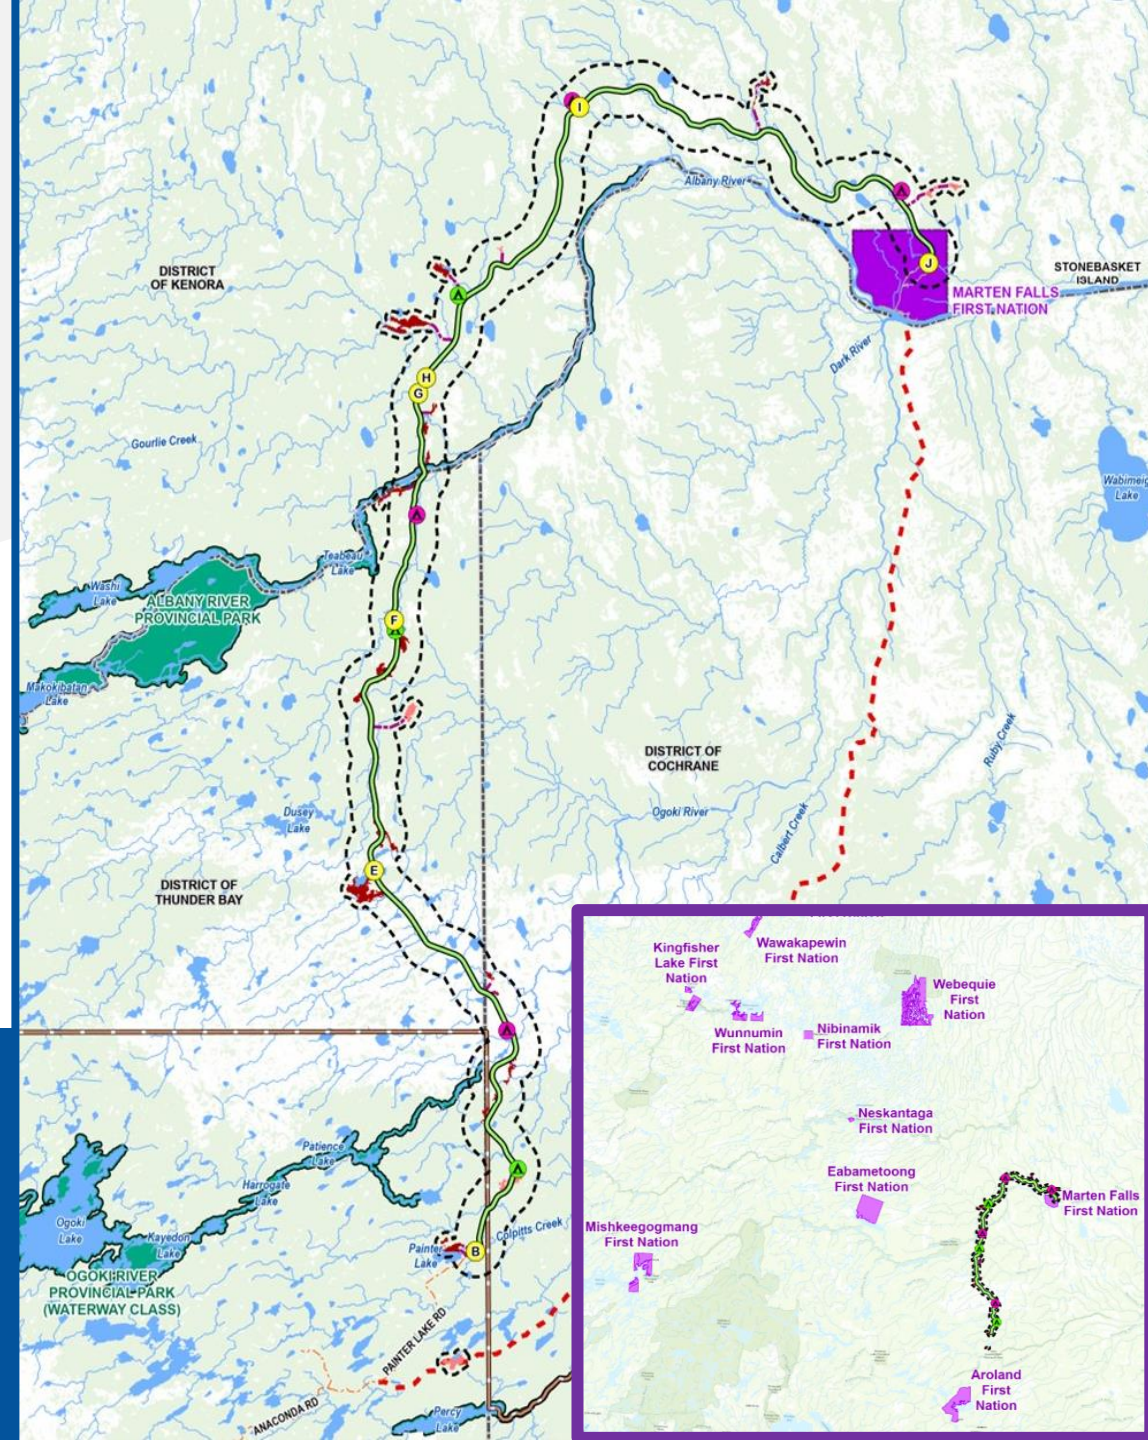 I
Albany River
DISTRICT
OF KENORA
J
STONEBASKET
ISLAND
MARTEN FALLS
FIRST NATION
Dark River
H
G
Gourlie Creek
Teabeau
Lake
Washi
Lake
ALBANY RIVER
PROVINCIAL PARK
F
Makokibatan
Lake
DISTRICT OF
COCHRANE
Ruby Creek
Dusey
Lake
Ogoki River
E
DISTRICT OF
THUNDER BAY
Patience
Lake
Harrogate
Lake
Ogoki
Lake
Kayedon
Lake
Painter
Lake
B
Colpitts Creek
OGOKI RIVER
PROVINCIAL PARK
(WATERWAY CLASS)
PAINTER LAKE RD
ANACONDA RD
Percy
Lake
Kingfisher
Lake First
Nation
Wawakapewin
First Nation
Webequie
First
Nation
Wunnumin
First Nation
Nibinamik
First Nation
Neskantaga
First Nation
Eabametoong
First Nation
Marten Falls
First Nation
Mishkeegogmang
First Nation
Aroland
First
Nation